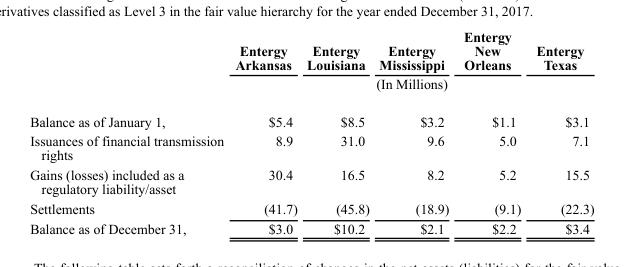 erivatives classified as Level 3 in the fair value hierarchy for the year ended December 31, 2017.
Entergy
Entergy Entergy Entergy New Entergy
Arkansas Louisiana Mississippi Orleans Texas
(In Millions)
Balance as of January 1, $5.4 $8.5 $3.2 $1.1 $3.1
Issuances of financial transmission 8.9 31.0 9.6 5.0 7.1
rights
Gains (losses) included as a 30.4 16.5 8.2 5.2 15.5
regulatory liability/asset
Settlements (41.7) (45.8) (18.9) (9.1) (22.3)
Balance as of December 31, $3.0 $10.2 $2.1 $2.2 $3.4